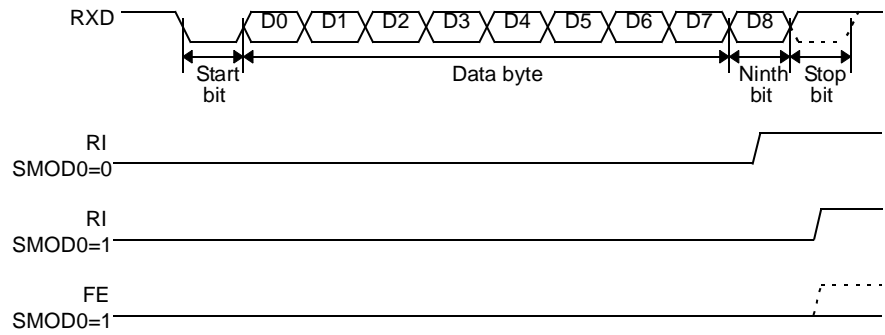 RXD D0 D1 D2 D3 D4 D5 D6 D7 D8
Start bit
Data byte
Ninth bit
Stop bit
RI
SMOD0=0
RI
SMOD0=1
FE
SMOD0=1